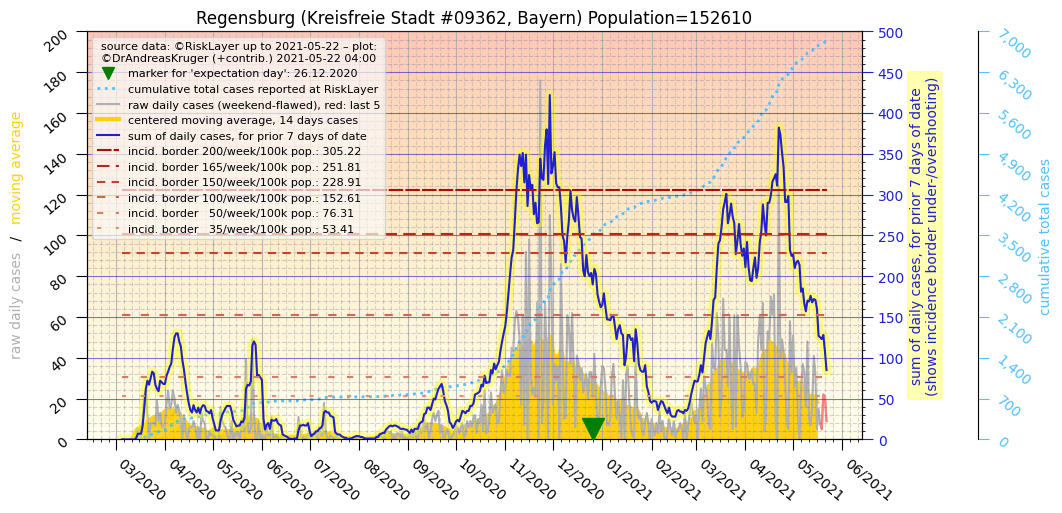 Regensburg (Kreisfreie Stadt #09362, Bayern) Population=152610
source data: ©RiskLayer up to 2021-05-22 – plot:
©DrAndreasKruger (+contrib.) 2021-05-22 04:00
marker for 'expectation day': 26.12.2020
cumulative total cases reported at RiskLayer
raw daily cases (weekend-flawed), red: last 5
centered moving average, 14 days case
sum of daily cases, for prior 7 days of date
incid. border 200/week/100k pop.: 305.22
incid. border 165/week/100k pop.: 251.81
incid. border 150/week/100k pop.: 228.91
incid. border 100/week/100k pop.: 152.61
incid. border   50/week/100k pop.: 76.31
incid. border   35/week/100k pop.: 53.41
raw daily cases   /   moving average
200
180
160
140
120
100
80
60
40
20
0
03/2020
04/2020
05/2020
06/2020
07/2020
08/2020
09/2020
10/2020
11/2020
12/2020
01/2021
02/2021
03/2021
04/2021
05/2021
06/2021
500
450
400
350
300
250
200
150
100
50
0
sum of daily cases, for prior 7 days of date
(shows incidence border under-/overshooting)
7,000
6,300
5,600
4,900
4,200
3,500
2,800
2,100
1,400
700
0
cumulative total cases